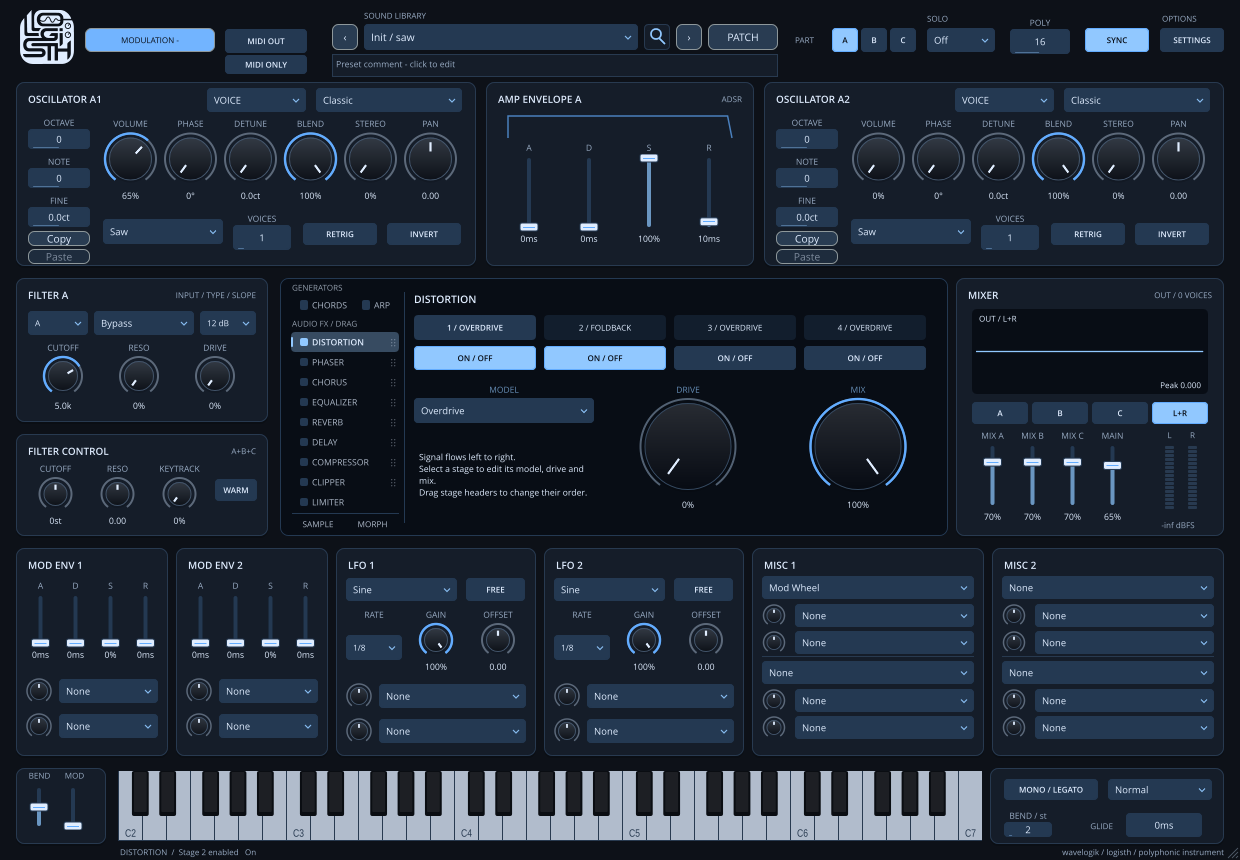 LOGISTH
MODULATION -
MIDI OUT
MIDI ONLY
SOUND LIBRARY
‹ Init / saw › PATCH
Preset comment - click to edit
PART A B C
SOLO
Off
POLY
16
SYNC
OPTIONS
SETTINGS
OSCILLATOR A1 VOICE Classic
OCTAVE VOLUME PHASE DETUNE BLEND STEREO PAN
0
NOTE
0
65% 0° 0.0ct 100% 0% 0.00
FINE
0.0ct
Copy
Paste
Saw
VOICES
1
RETRIG INVERT
AMP ENVELOPE A ADSR
A D S R
0ms 0ms 100% 10ms
OSCILLATOR A2 VOICE Classic
OCTAVE VOLUME PHASE DETUNE BLEND STEREO PAN
0
NOTE
0
0% 0° 0.0ct 100% 0% 0.00
FINE
0.0ct
Copy
Paste
Saw
VOICES
1
RETRIG INVERT
FILTER A INPUT / TYPE / SLOPE
A Bypass 12 dB
CUTOFF RESO DRIVE
5.0k 0% 0%
FILTER CONTROL A+B+C
CUTOFF RESO KEYTRACK
WARM
0st 0.00 0%
GENERATORS
CHORDS ARP
AUDIO FX / DRAG
DISTORTION
PHASER
CHORUS
EQUALIZER
REVERB
DELAY
COMPRESSOR
CLIPPER
LIMITER
SAMPLE MORPH
DISTORTION
1 / OVERDRIVE 2 / FOLDBACK 3 / OVERDRIVE 4 / OVERDRIVE
ON / OFF ON / OFF ON / OFF ON / OFF
MODEL DRIVE MIX
Overdrive
Signal flows left to right.
Select a stage to edit its model, drive and
mix.
Drag stage headers to change their order.
0% 100%
MIXER OUT / 0 VOICES
OUT / L+R
Peak 0.000
A B C L+R
MIX A MIX B MIX C MAIN L R
70% 70% 70% 65%
-inf dBFS
MOD ENV 1
A D S R
0ms 0ms 0% 0ms
None
None
MOD ENV 2
A D S R
0ms 0ms 0% 0ms
None
None
LFO 1
Sine FREE
RATE GAIN OFFSET
1/8
100% 0.00
None
None
LFO 2
Sine FREE
RATE GAIN OFFSET
1/8
100% 0.00
None
None
MISC 1
Mod Wheel
None
None
None
None
None
MISC 2
None
None
None
None
None
None
BEND MOD
C2 C3 C4 C5 C6 C7
MONO / LEGATO Normal
BEND / st
2
GLIDE 0ms
DISTORTION / Stage 2 enabled On
wavelogik / logisth / polyphonic instrument